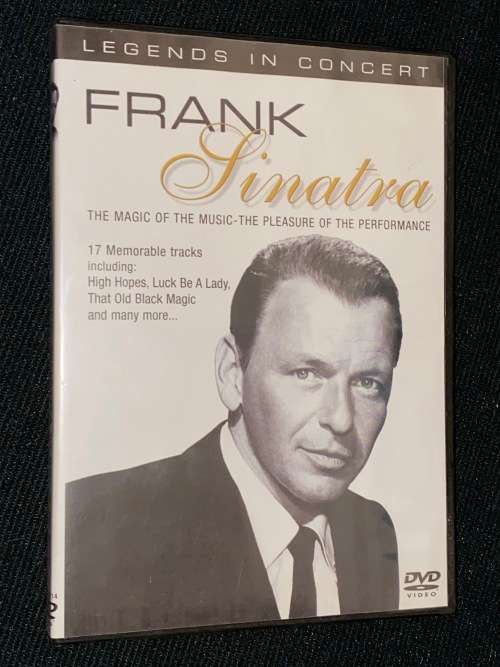 LEGENDS IN CONCERT
FRANK
Sinatra
THE MAGIC OF THE MUSIC-THE PLEASURE OF THE PERFORMANCE
17 Memorable tracks
including:
High Hopes, Luck Be A Lady,
That Old Black Magic
and many more...
DVD
VIDEO